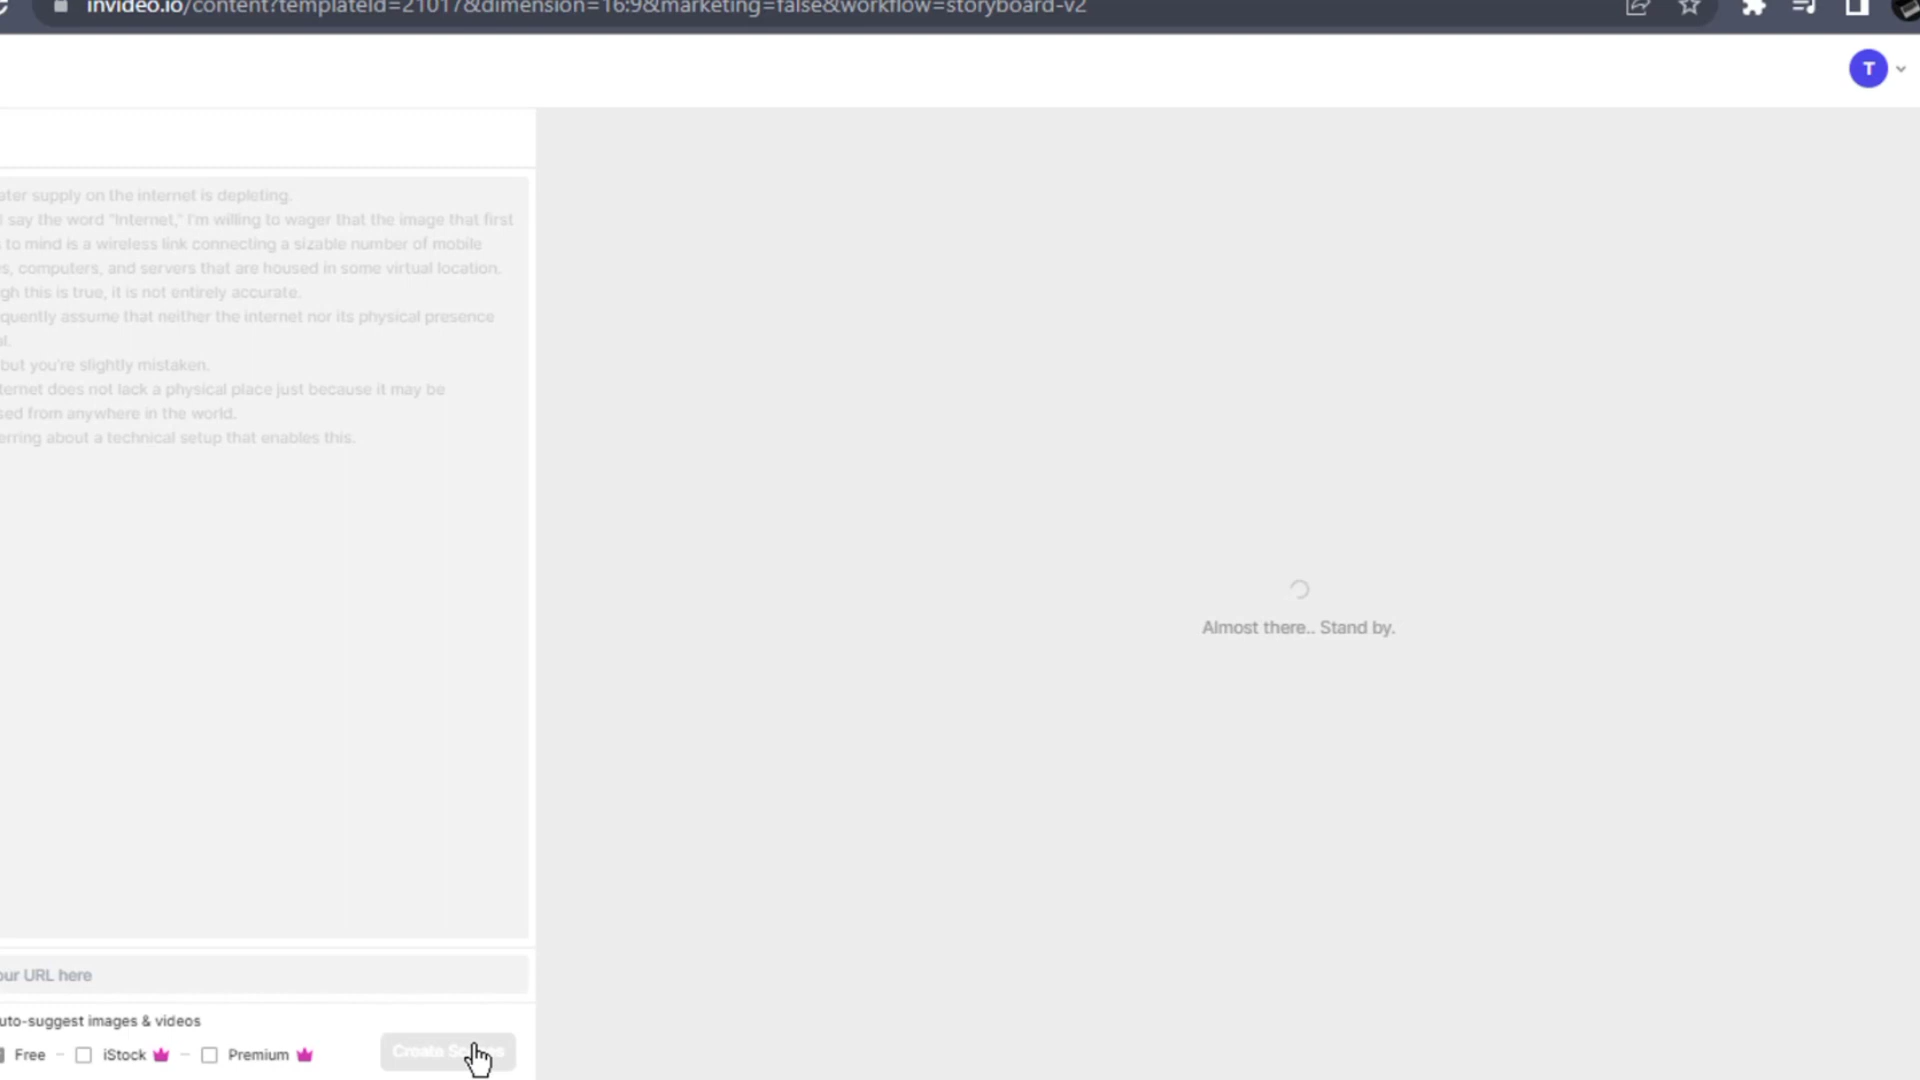 invideo.io/content?templateId=21017&dimension=16:9&marketing=false&workflow=storyboard-v2
T
ater supply on the internet is depleting.
I say the word "Internet," I'm willing to wager that the image that first
to mind is a wireless link connecting a sizable number of mobile
s, computers, and servers that are housed in some virtual location.
gh this is true, it is not entirely accurate.
quently assume that neither the internet nor its physical presence
al.
but you're slightly mistaken.
ternet does not lack a physical place just because it may be
sed from anywhere in the world.
erring about a technical setup that enables this.
Almost there.. Stand by.
our URL here
uto-suggest images & videos
Free – iStock – Premium
Create